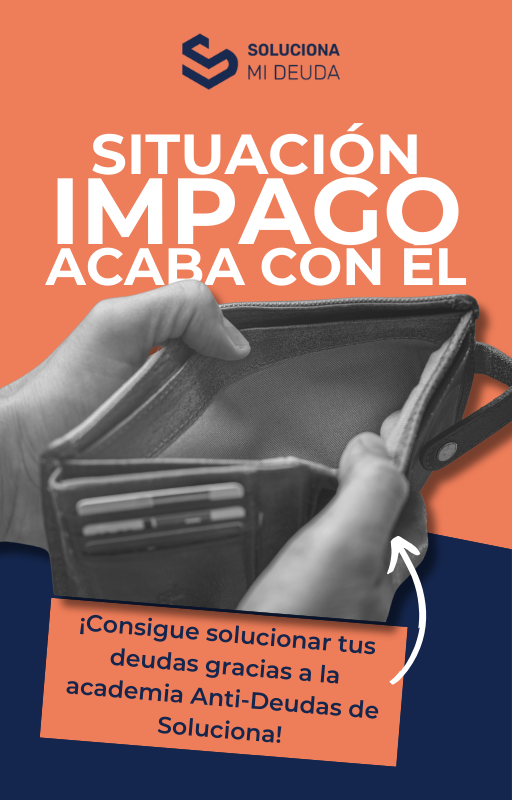 SOLUCIONA
MI DEUDA
SITUACIÓN
IMPAGO
ACABA CON EL
¡Consigue solucionar tus
deudas gracias a la
academia Anti-Deudas de
Soluciona!